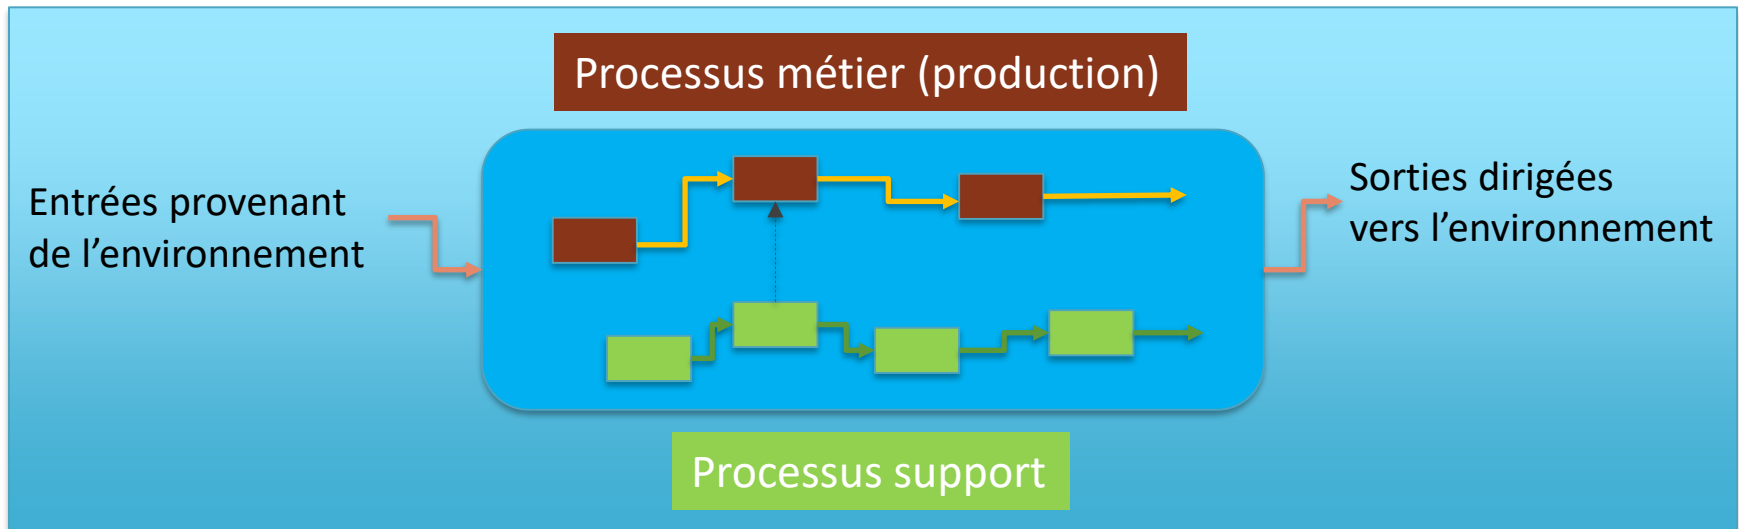 Processus métier (production)
Entrées provenant
de l’environnement
Sorties dirigées
vers l’environnement
Processus support